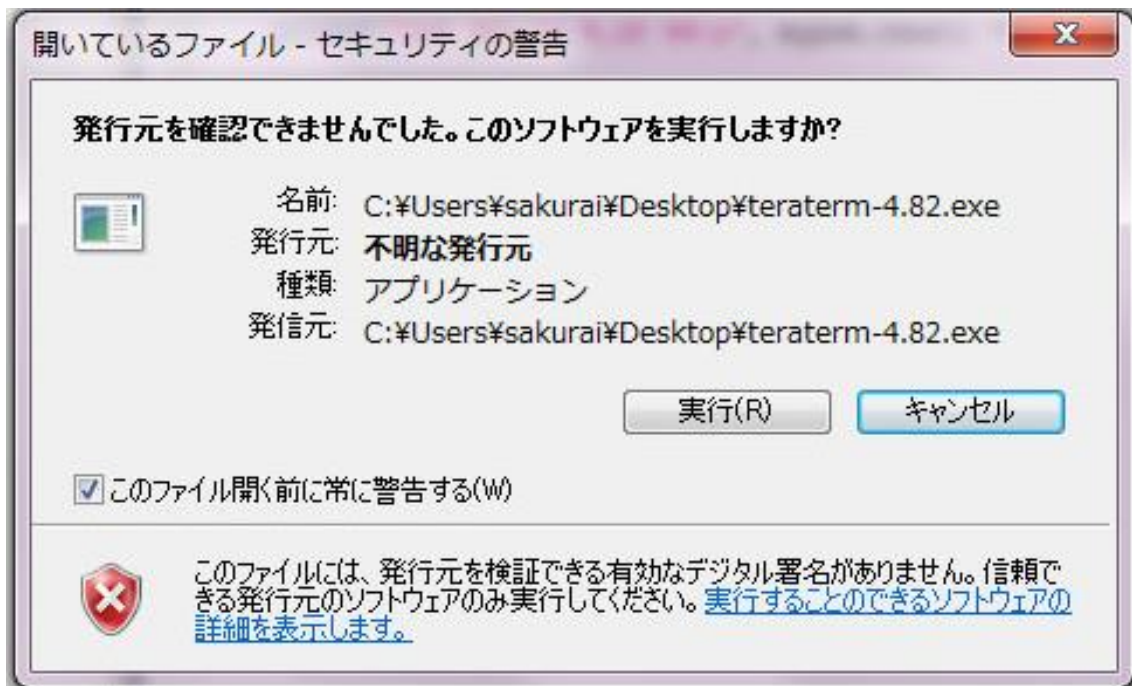 開いているファイル - セキュリティの警告
発行元を確認できませんでした。このソフトウェアを実行しますか?
名前: C:¥Users¥sakurai¥Desktop¥teraterm-4.82.exe
発行元: 不明な発行元
種類: アプリケーション
発信元: C:¥Users¥sakurai¥Desktop¥teraterm-4.82.exe
実行(R) キャンセル
このファイル開く前に常に警告する(W)
このファイルには、発行元を検証できる有効なデジタル署名がありません。信頼で
きる発行元のソフトウェアのみ実行してください。実行することのできるソフトウェアの
詳細を表示します。